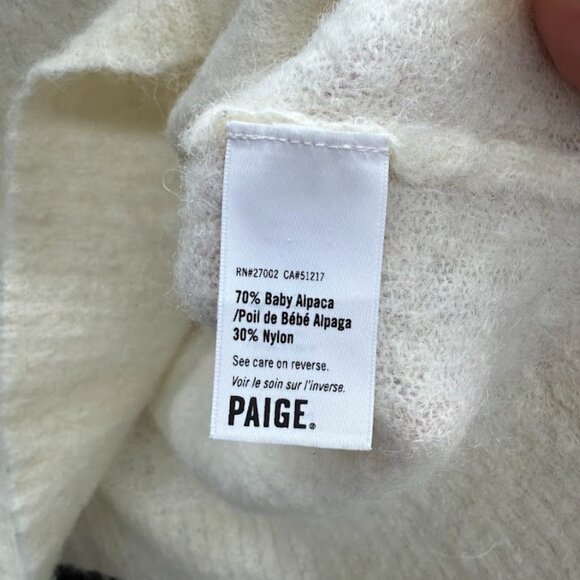 RN#27002 CA#51217
70% Baby Alpaca
/Poil de Bébé Alpaga
30% Nylon
See care on reverse.
Voir le soin sur l'inverse.
PAIGE®